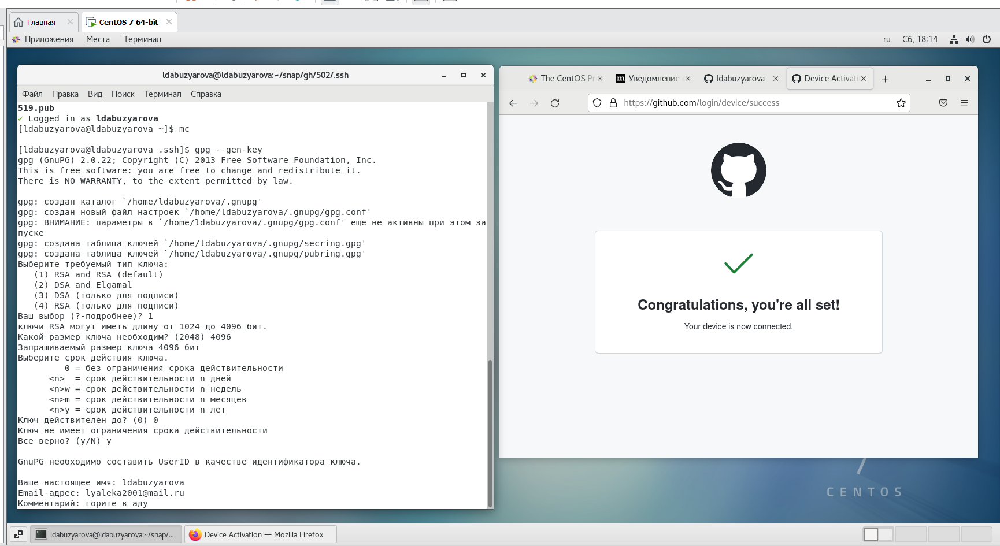 Главная
CentOS 7 64-bit
Приложения Места Терминал
ru Сб, 18:14
ldabuzyarova@ldabuzyarova:~/snap/gh/502/.ssh
Файл Правка Вид Поиск Терминал Справка
519.pub
✓ Logged in as ldabuzyarova
[ldabuzyarova@ldabuzyarova ~]$ mc
[ldabuzyarova@ldabuzyarova .ssh]$ gpg --gen-key
gpg (GnuPG) 2.0.22; Copyright (C) 2013 Free Software Foundation, Inc.
This is free software: you are free to change and redistribute it.
There is NO WARRANTY, to the extent permitted by law.
gpg: создан каталог `/home/ldabuzyarova/.gnupg'
gpg: создан новый файл настроек `/home/ldabuzyarova/.gnupg/gpg.conf'
gpg: ВНИМАНИЕ: параметры в `/home/ldabuzyarova/.gnupg/gpg.conf' еще не активны при этом за
пуске
gpg: создана таблица ключей `/home/ldabuzyarova/.gnupg/secring.gpg'
gpg: создана таблица ключей `/home/ldabuzyarova/.gnupg/pubring.gpg'
Выберите требуемый тип ключа:
(1) RSA and RSA (default)
(2) DSA and Elgamal
(3) DSA (только для подписи)
(4) RSA (только для подписи)
Ваш выбор (?-подробнее)? 1
ключи RSA могут иметь длину от 1024 до 4096 бит.
Какой размер ключа необходим? (2048) 4096
Запрашиваемый размер ключа 4096 бит
Выберите срок действия ключа.
0 = без ограничения срока действительности
<n>  = срок действительности n дней
<n>w = срок действительности n недель
<n>m = срок действительности n месяцев
<n>y = срок действительности n лет
Ключ действителен до? (0) 0
Ключ не имеет ограничения срока действительности
Все верно? (y/N) y
GnuPG необходимо составить UserID в качестве идентификатора ключа.
Ваше настоящее имя: ldabuzyarova
Email-адрес: lyaleka2001@mail.ru
Комментарий: горите в аду
The CentOS Pr
Уведомление
ldabuzyarova
Device Activati
https://github.com/login/device/success
Congratulations, you're all set!
Your device is now connected.
7
CENTOS
ldabuzyarova@ldabuzyarova:~/snap/...
Device Activation — Mozilla Firefox